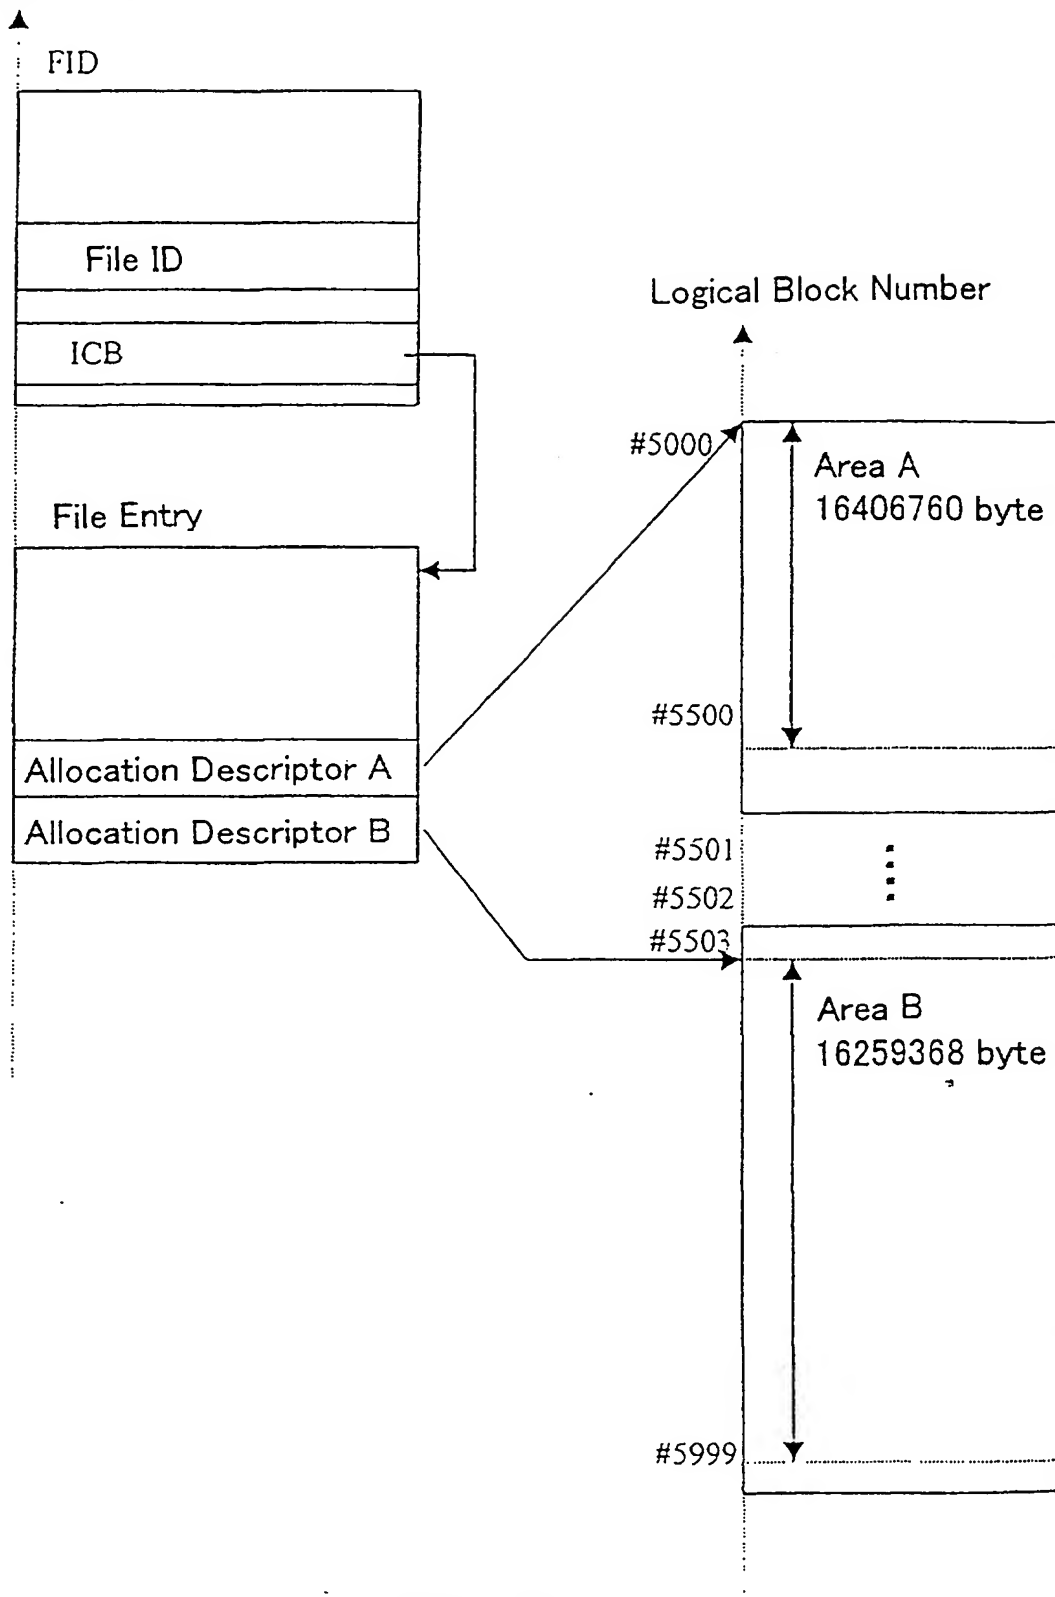 FID
File ID
ICB
File Entry
Allocation Descriptor A
Allocation Descriptor B
Logical Block Number
#5000
Area A
16406760 byte
#5500
#5501
#5502
#5503
Area B
16259368 byte
#5999